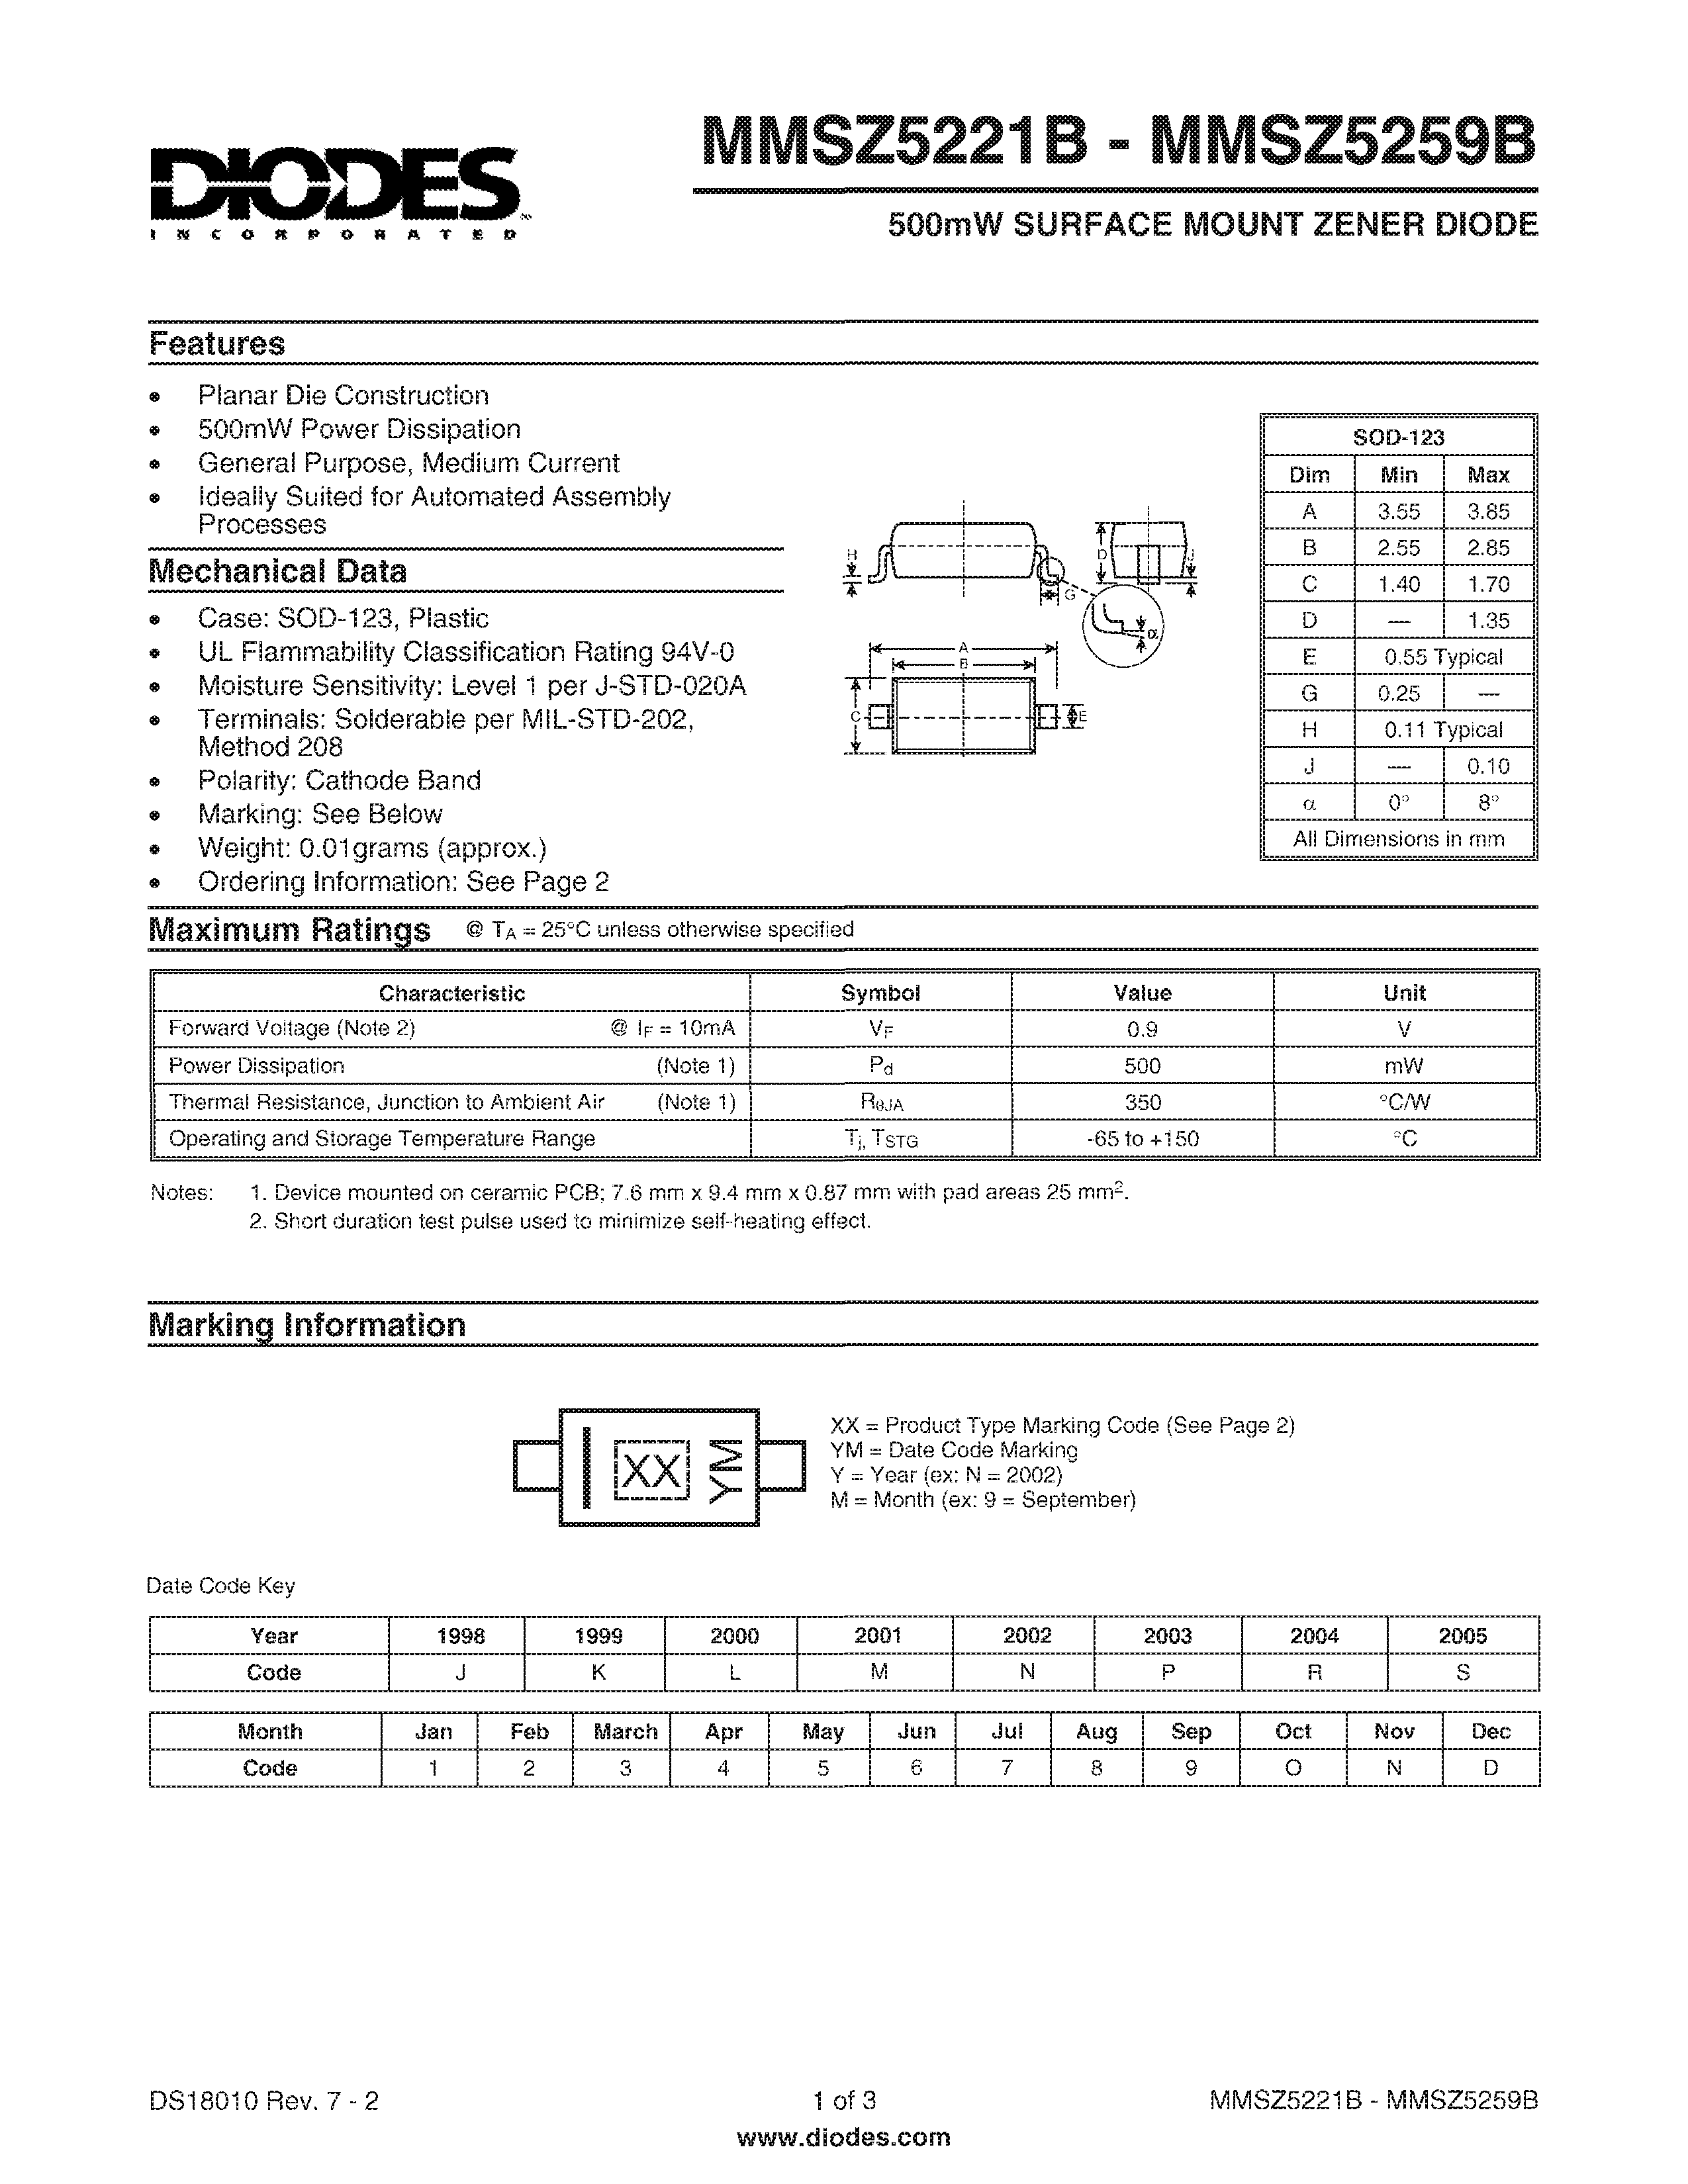 MMSZ5221B - MMSZ5259B
DIODES
INCORPORATED
500mW SURFACE MOUNT ZENER DIODE
Features
• Planar Die Construction
• 500mW Power Dissipation
• General Purpose, Medium Current
• Ideally Suited for Automated Assembly
Processes
Mechanical Data
• Case: SOD-123, Plastic
• UL Flammability Classification Rating 94V-0
• Moisture Sensitivity: Level 1 per J-STD-020A
• Terminals: Solderable per MIL-STD-202,
Method 208
• Polarity: Cathode Band
• Marking: See Below
• Weight: 0.01grams (approx.)
• Ordering Information: See Page 2
H
G
D
J
α
A
B
C
E
SOD-123
Dim Min Max
A 3.55 3.85
B 2.55 2.85
C 1.40 1.70
D — 1.35
E 0.55 Typical
G 0.25 —
H 0.11 Typical
J — 0.10
α 0° 8°
All Dimensions in mm
Maximum Ratings @ TA = 25°C unless otherwise specified
Characteristic Symbol Value Unit
Forward Voltage (Note 2) @ IF = 10mA VF 0.9 V
Power Dissipation (Note 1) Pd 500 mW
Thermal Resistance, Junction to Ambient Air (Note 1) RθJA 350 °C/W
Operating and Storage Temperature Range Tj, TSTG -65 to +150 °C
Notes: 1. Device mounted on ceramic PCB; 7.6 mm x 9.4 mm x 0.87 mm with pad areas 25 mm².
2. Short duration test pulse used to minimize self-heating effect.
Marking Information
XX YM
XX = Product Type Marking Code (See Page 2)
YM = Date Code Marking
Y = Year (ex: N = 2002)
M = Month (ex: 9 = September)
Date Code Key
Year 1998 1999 2000 2001 2002 2003 2004 2005
Code J K L M N P R S
Month Jan Feb March Apr May Jun Jul Aug Sep Oct Nov Dec
Code 1 2 3 4 5 6 7 8 9 O N D
DS18010 Rev. 7 - 2 1 of 3 MMSZ5221B - MMSZ5259B
www.diodes.com